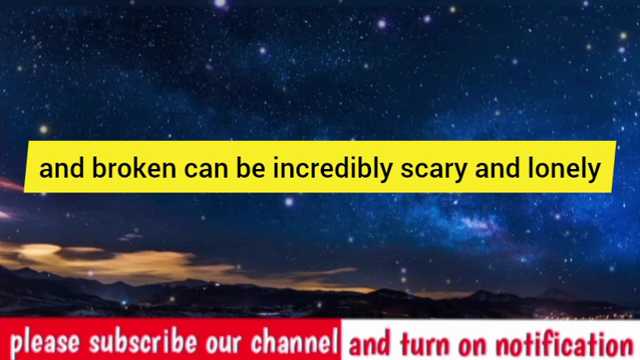 and broken can be incredibly scary and lonely
please subscribe our channel and turn on notification